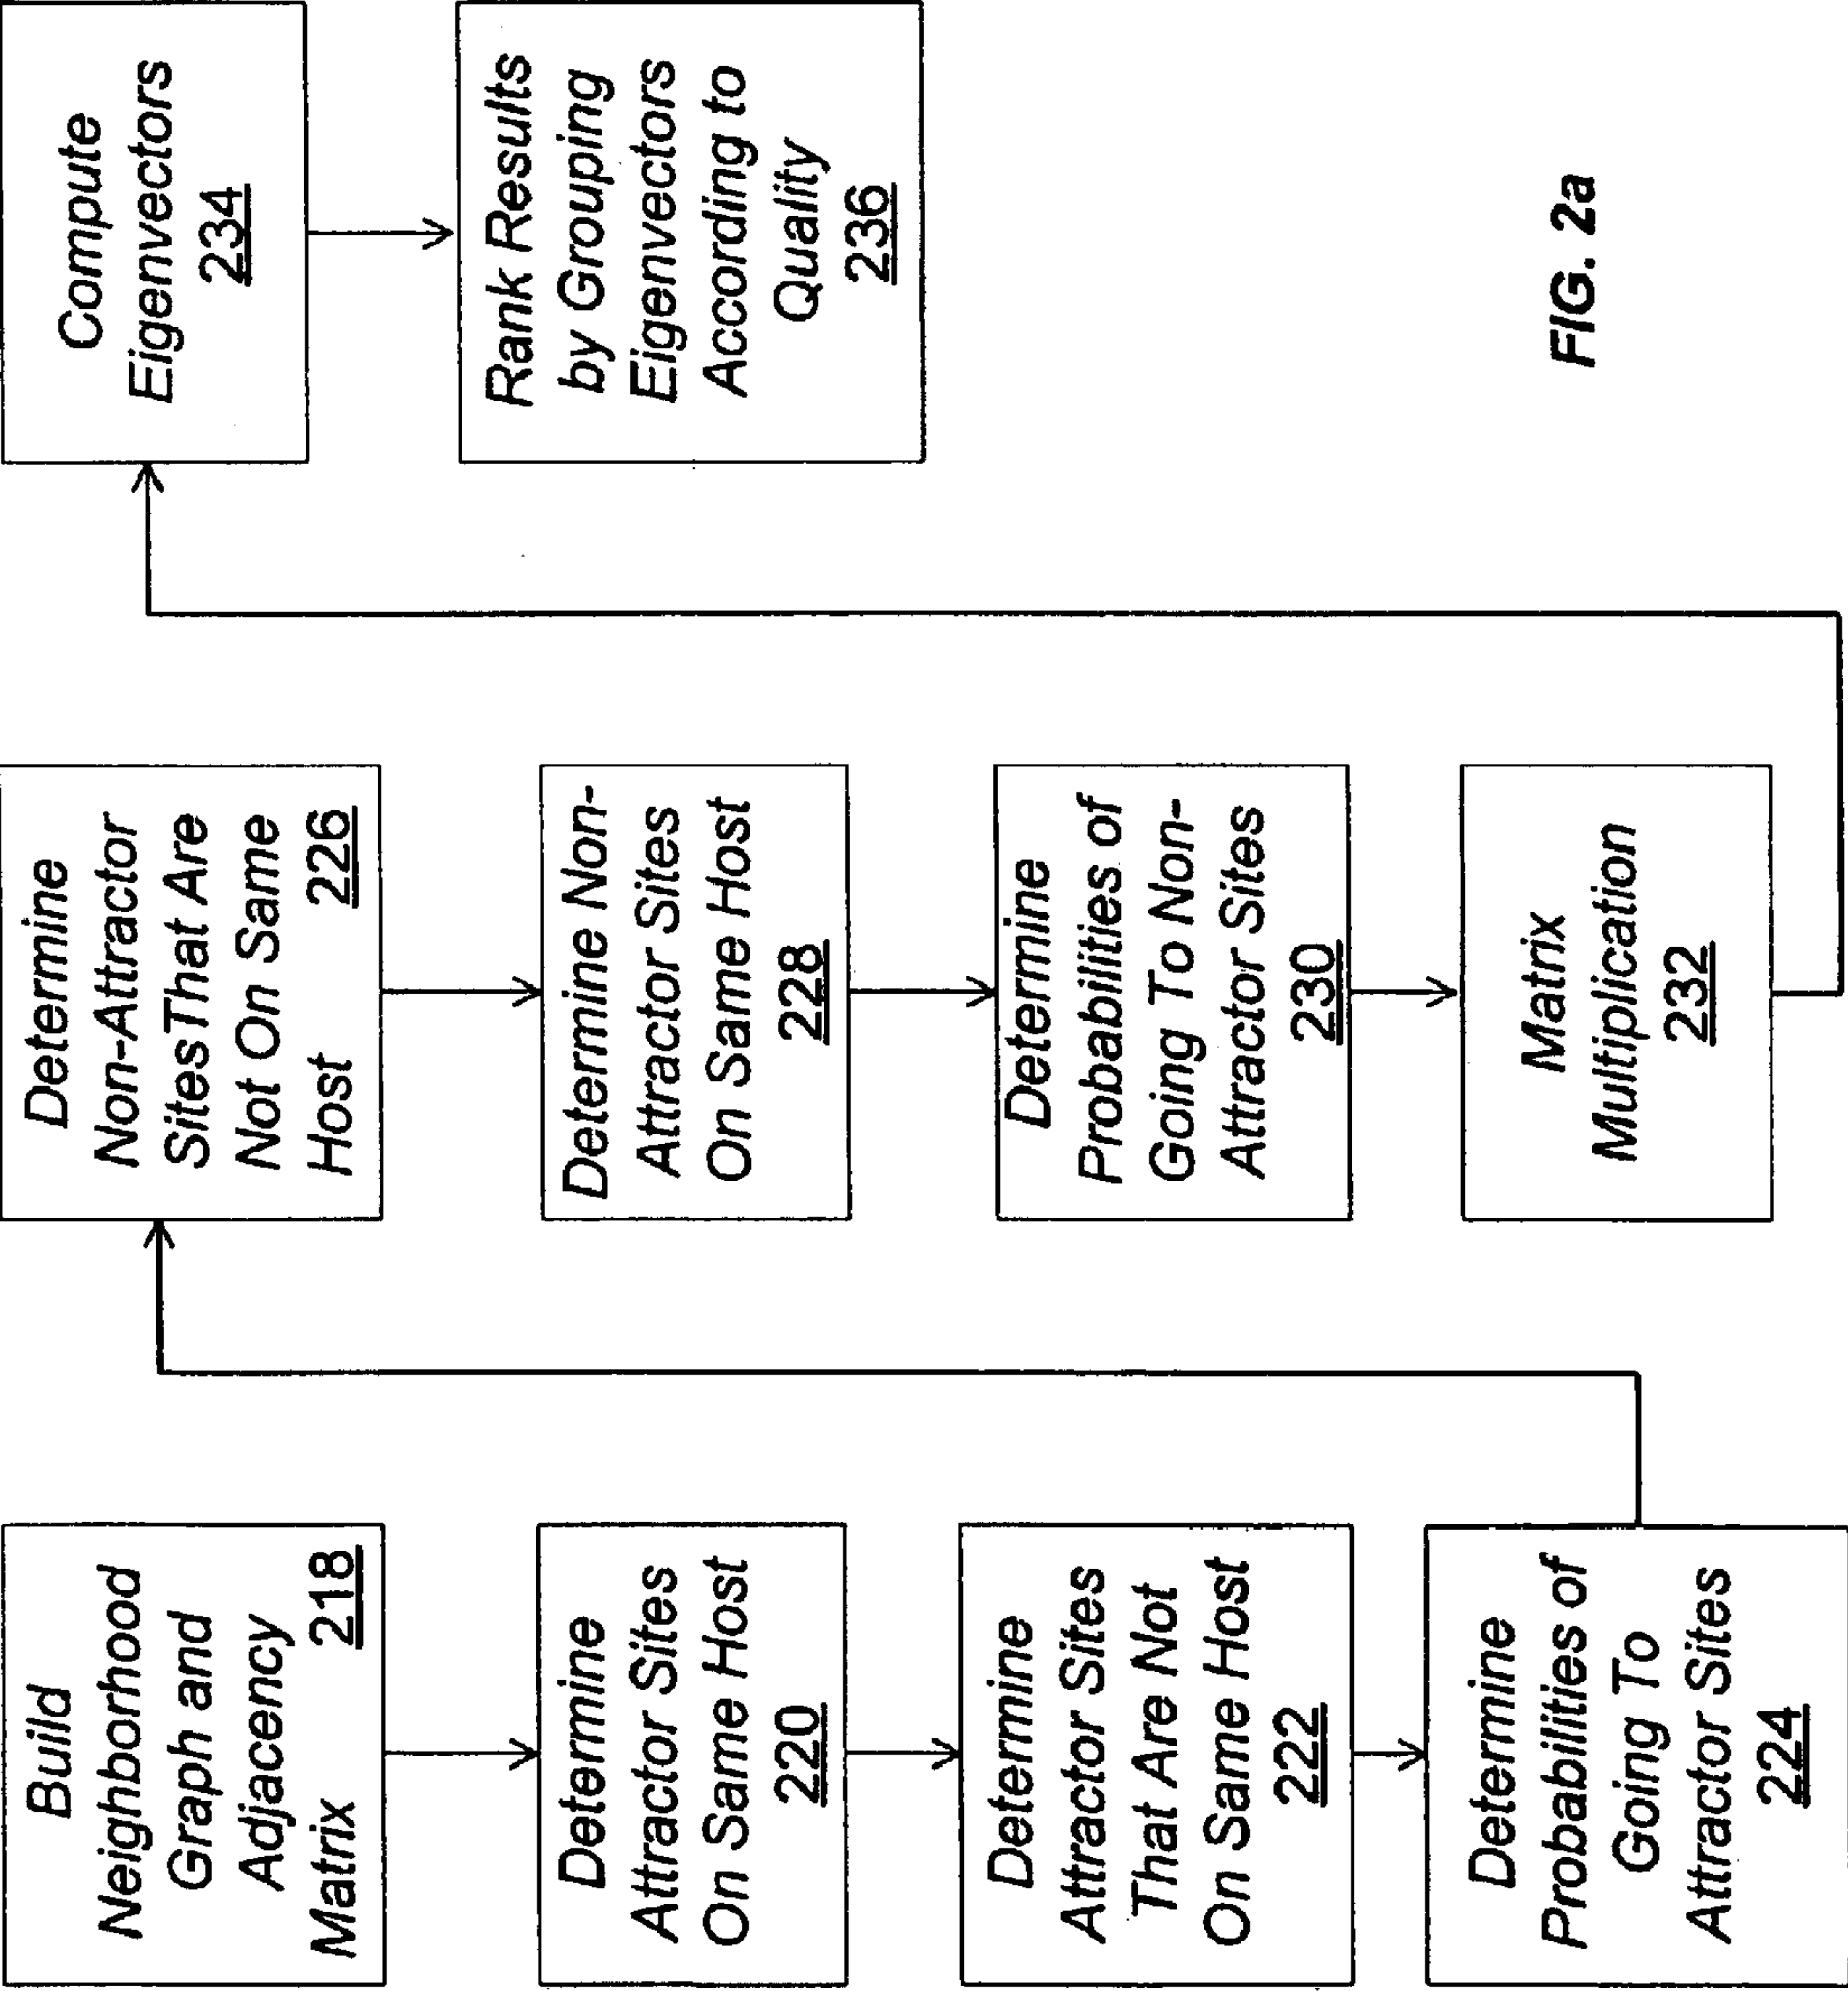 Build
Neighborhood
Graph and
Adjacency
Matrix 218
Determine
Attractor Sites
On Same Host
220
Determine
Attractor Sites
That Are Not
On Same Host
222
Determine
Probabilities of
Going To
Attractor Sites
224
Determine
Non-Attractor
SitesThat Are
Not On Same
Host 226
Determine Non-
Attractor Sites
On Same Host
228
Determine
Probabilities of
Going To Non-
Attractor Sites
230
Matrix
Multiplication
232
Compute
Eigenvectors
234
Rank Results
by Grouping
Eigenvectors
According to
Quality
236
FIG. 2a